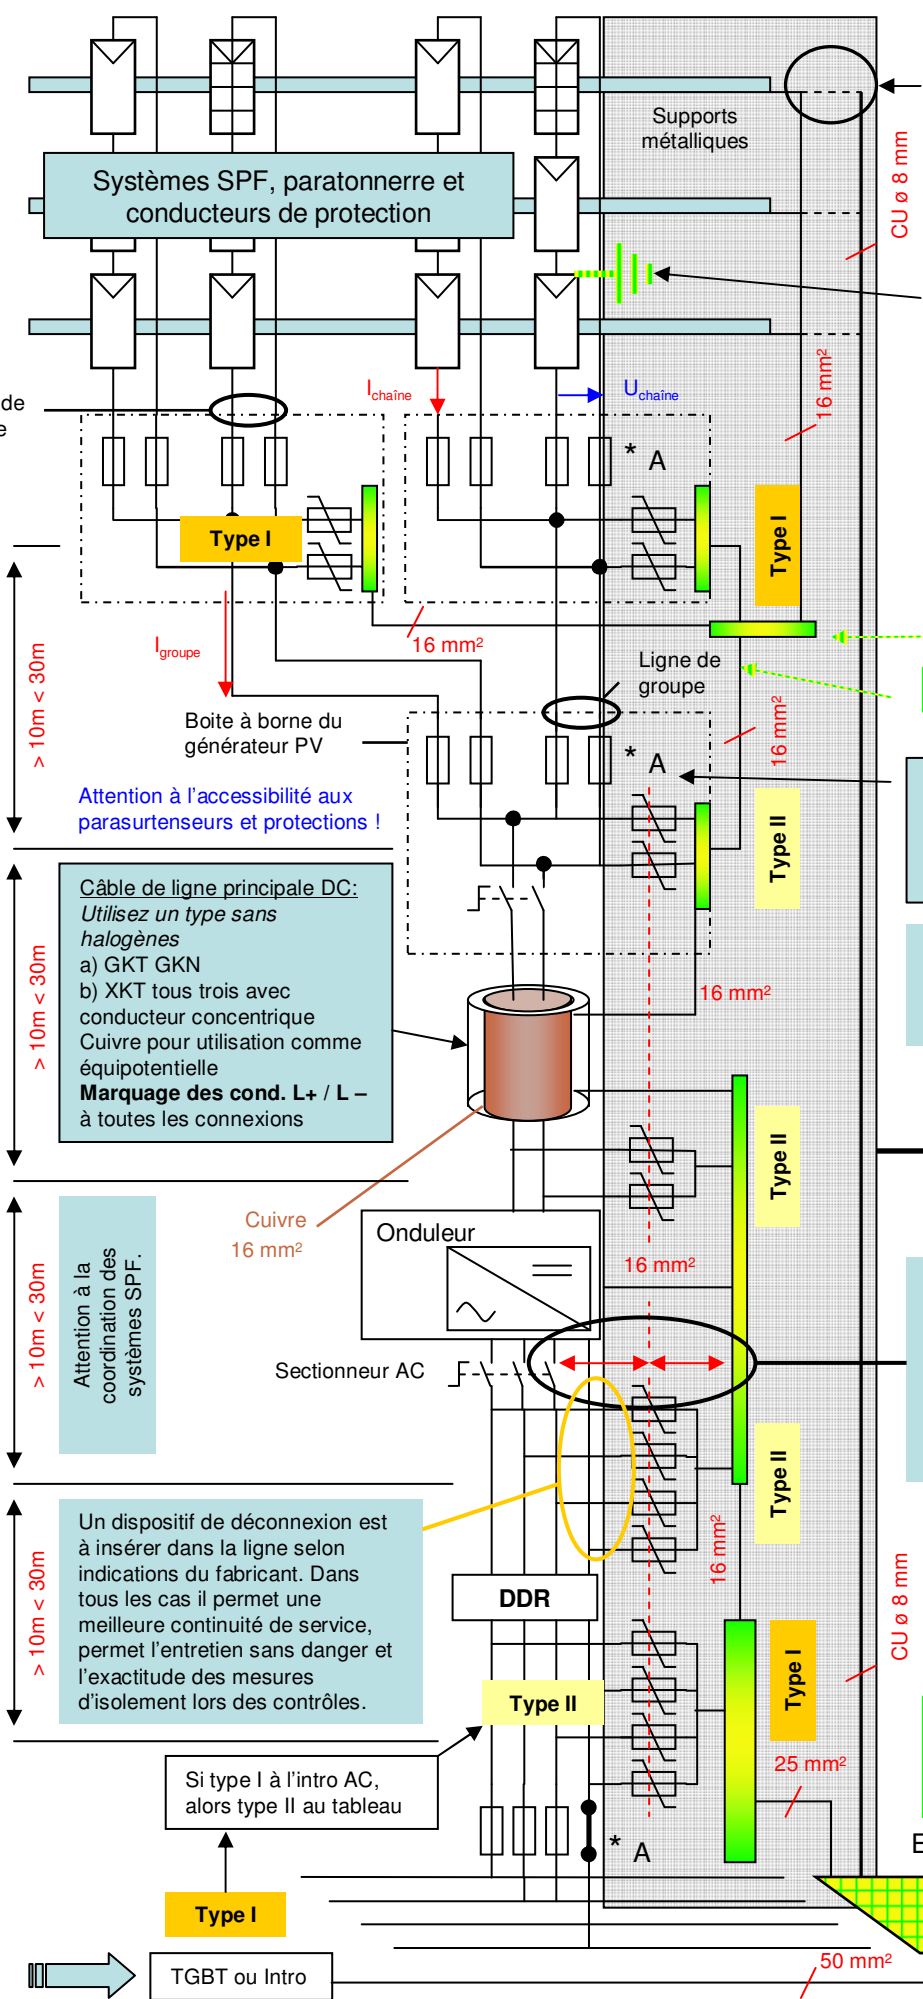 Supports
métalliques
CU ø 8 mm
Systèmes SPF, paratonnerre et
conducteurs de protection
16 mm²
I chaîne
U chaîne
de
e
* A
Type I
Type I
> 10m < 30m
I groupe
16 mm²
Ligne de
groupe
16 mm²
Boite à borne du
générateur PV
* A
Attention à l'accessibilité aux
parasurtenseurs et protections !
Type II
> 10m < 30m
Câble de ligne principale DC:
Utilisez un type sans
halogènes
a) GKT GKN
b) XKT tous trois avec
conducteur concentrique
Cuivre pour utilisation comme
équipotentielle
Marquage des cond. L+ / L –
à toutes les connexions
16 mm²
Type II
Cuivre
16 mm²
Onduleur
16 mm²
> 10m < 30m
Attention à la
coordination des
systèmes SPF.
Sectionneur AC
Type II
16 mm²
> 10m < 30m
Un dispositif de déconnexion est
à insérer dans la ligne selon
indications du fabricant. Dans
tous les cas il permet une
meilleure continuité de service,
permet l'entretien sans danger et
l'exactitude des mesures
d'isolement lors des contrôles.
DDR
CU ø 8 mm
Type I
Type II
25 mm²
Si type I à l'intro AC,
alors type II au tableau
* A
E
Type I
TGBT ou Intro
50 mm²